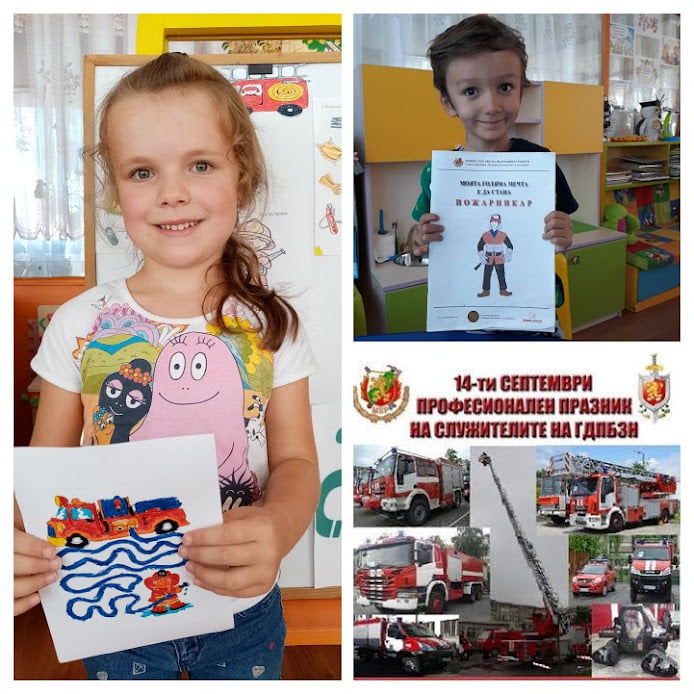 МОЯТА ГОЛЯМА МЕЧТА
Е ДА СТАНА
ПОЖАРНИКАР
14-ти СЕПТЕМВРИ
ПРОФЕСИОНАЛЕН ПРАЗНИК
НА СЛУЖИТЕЛИТЕ НА ГДПБЗН